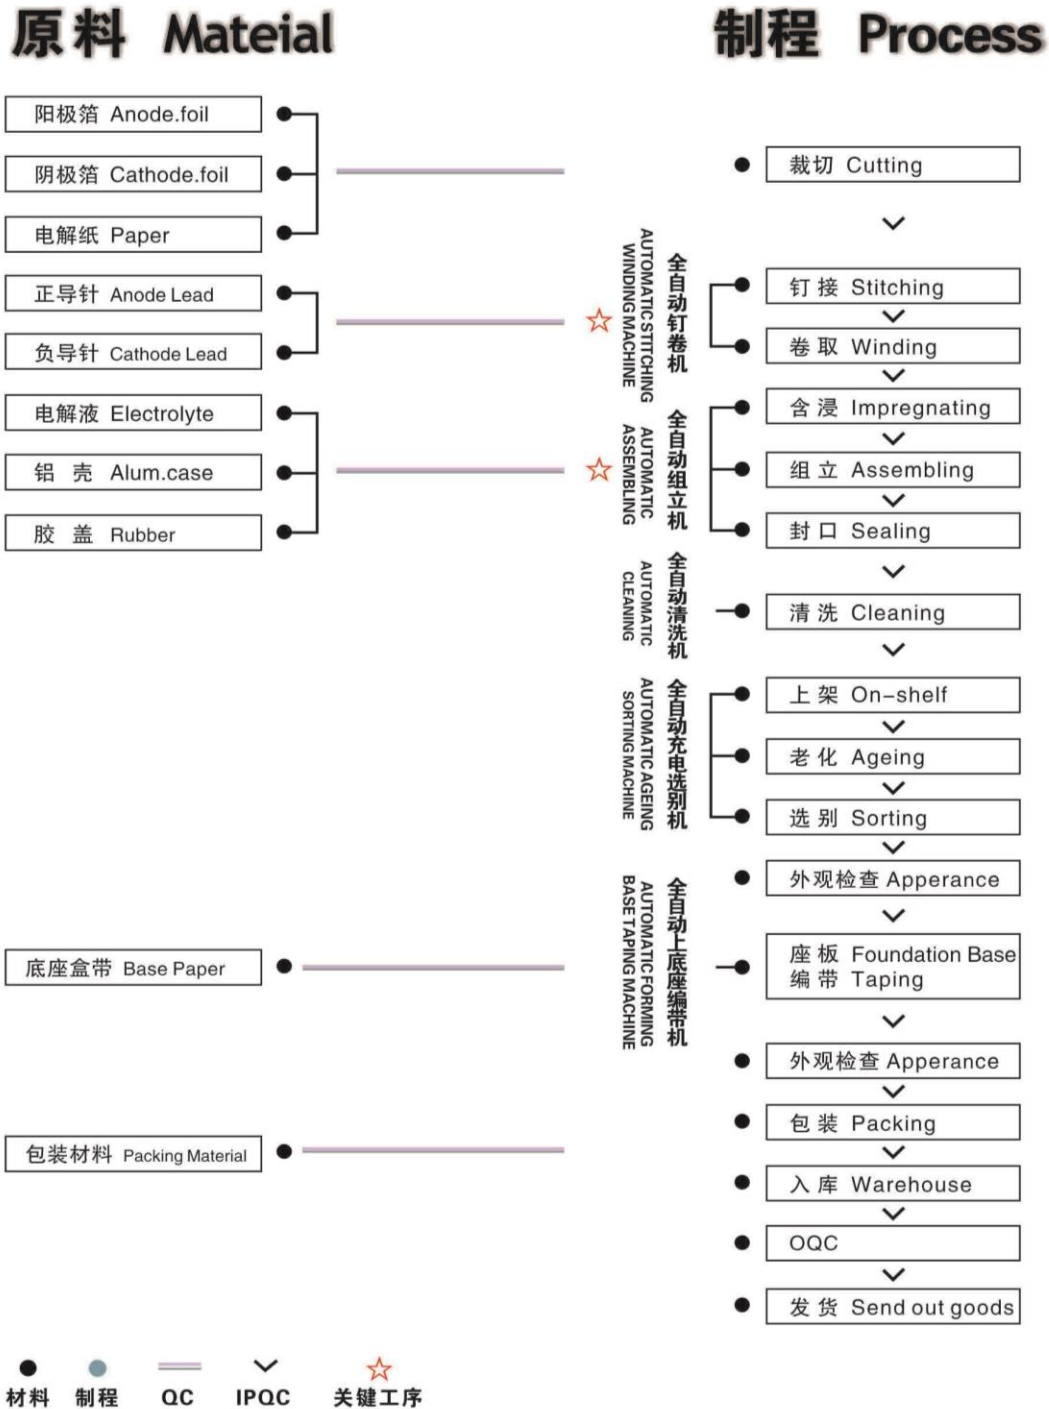 原料 Mateial
制程 Process
阳极箔 Anode.foil
阴极箔 Cathode.foil
电解纸 Paper
正导针 Anode Lead
负导针 Cathode Lead
电解液 Electrolyte
铝 壳 Alum.case
胶 盖 Rubber
底座盒带 Base Paper
包装材料 Packing Material
全自动钉卷机
AUTOMATIC STITCHING
WINDING MACHINE
全自动组立机
AUTOMATIC
ASSEMBLING
全自动清洗机
AUTOMATIC
CLEANING
全自动充电选别机
AUTOMATIC AGEING
SORTING MACHINE
全自动上底座编带机
AUTOMATIC FORMING
BASE TAPING MACHINE
裁切 Cutting
钉 接 Stitching
卷 取 Winding
含 浸 Impregnating
组 立 Assembling
封 口 Sealing
清 洗 Cleaning
上 架 On-shelf
老 化 Ageing
选 别 Sorting
外观检查 Apperance
座 板 Foundation Base
编 带 Taping
外观检查 Apperance
包 装 Packing
入 库 Warehouse
OQC
发 货 Send out goods
材料 制程 QC IPQC 关键工序